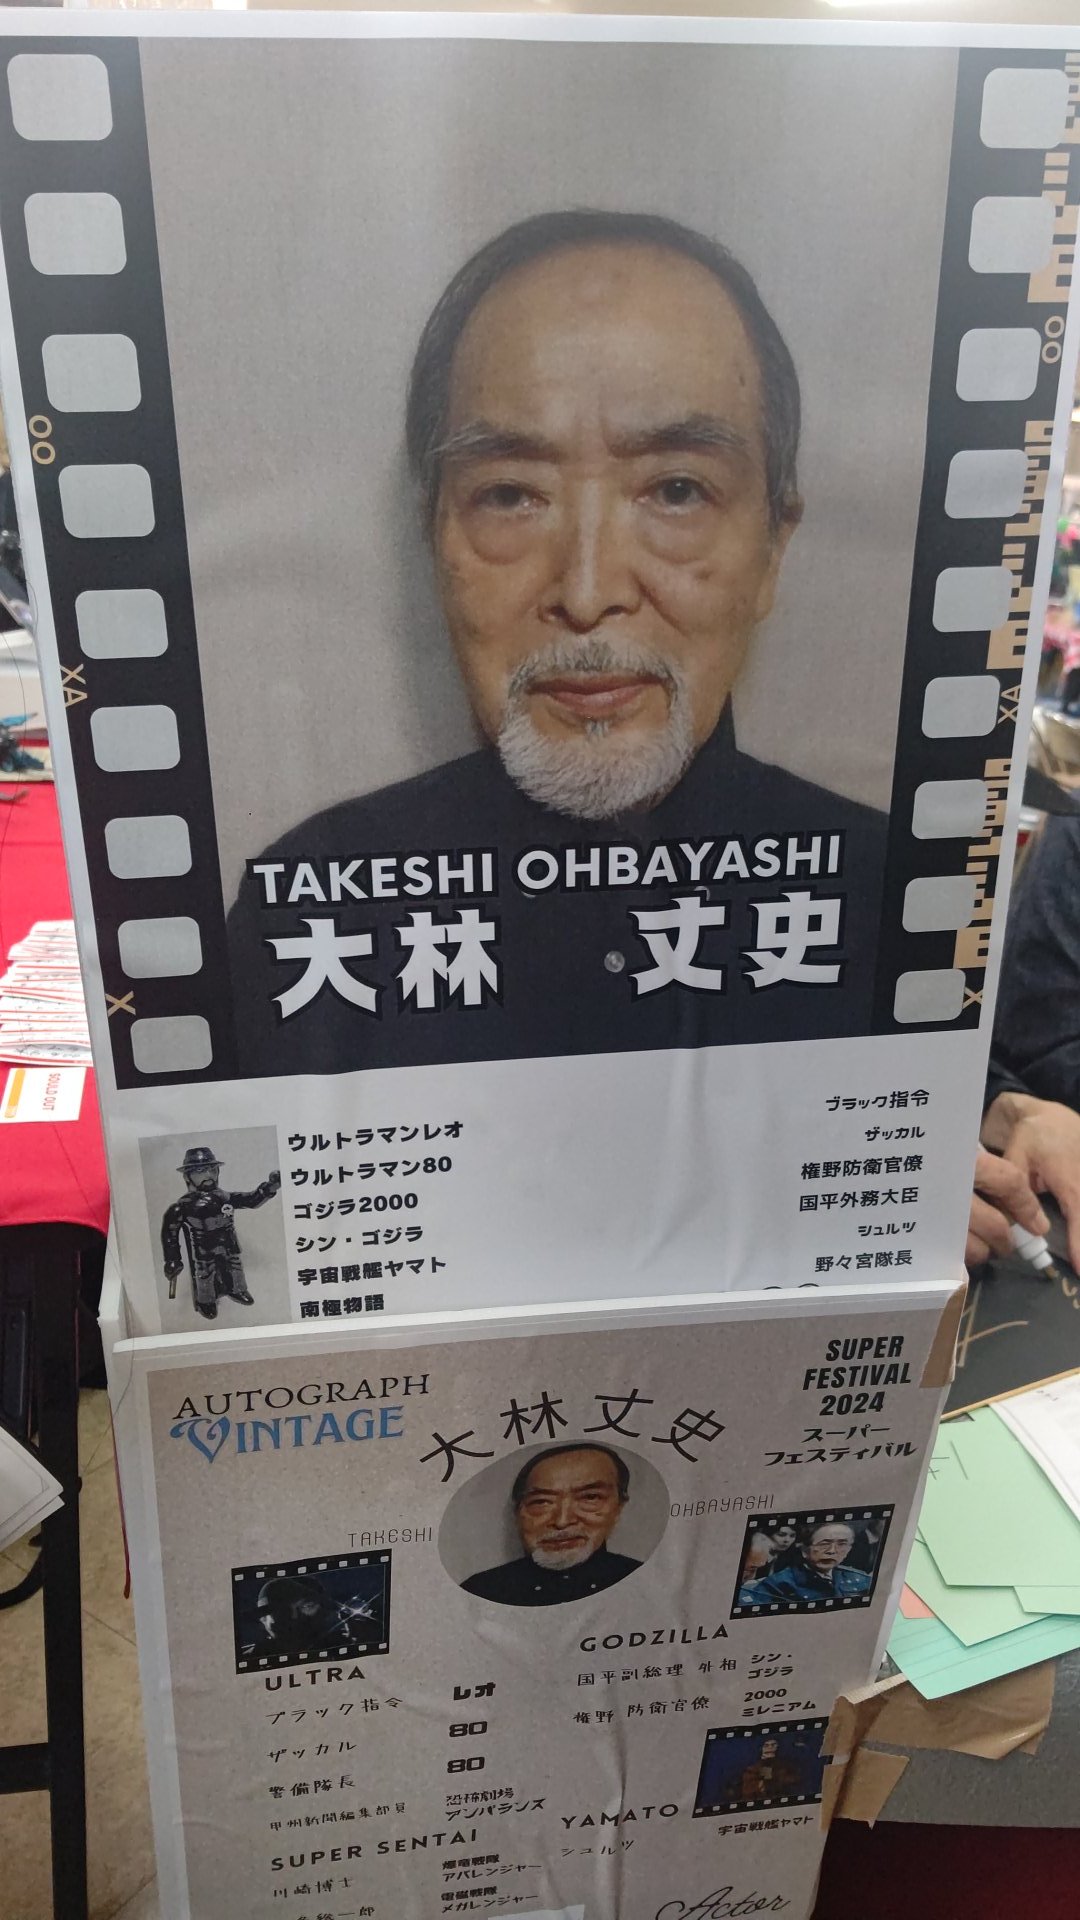 TAKESHI OHBAYASHI
大林 丈史
ウルトラマンレオ ブラック指令
ウルトラマン80 ザッカル
ゴジラ2000 権野防衛官僚
シン・ゴジラ 国平外務大臣
宇宙戦艦ヤマト シュルツ
南極物語 野々宮隊長
SOULD OUT
AUTOGRAPH
VINTAGE
SUPER
FESTIVAL
2024
スーパー
フェスティバル
大林丈史
TAKESHI
OHBAYASHI
ULTRA
ブラック指令 レオ
ザッカル 80
警備隊長 80
甲州新聞編集部員 恐怖劇場
アンバランズ
SUPER SENTAI
川崎博士 爆竜戦隊
アバレンジャー
電磁戦隊
メガレンジャー
GODZILLA
国平副総理 外相 シン・
ゴジラ
権野 防衛官僚 2000
ミレニアム
YAMATO
シュルツ 宇宙戦艦ヤマト
Actor